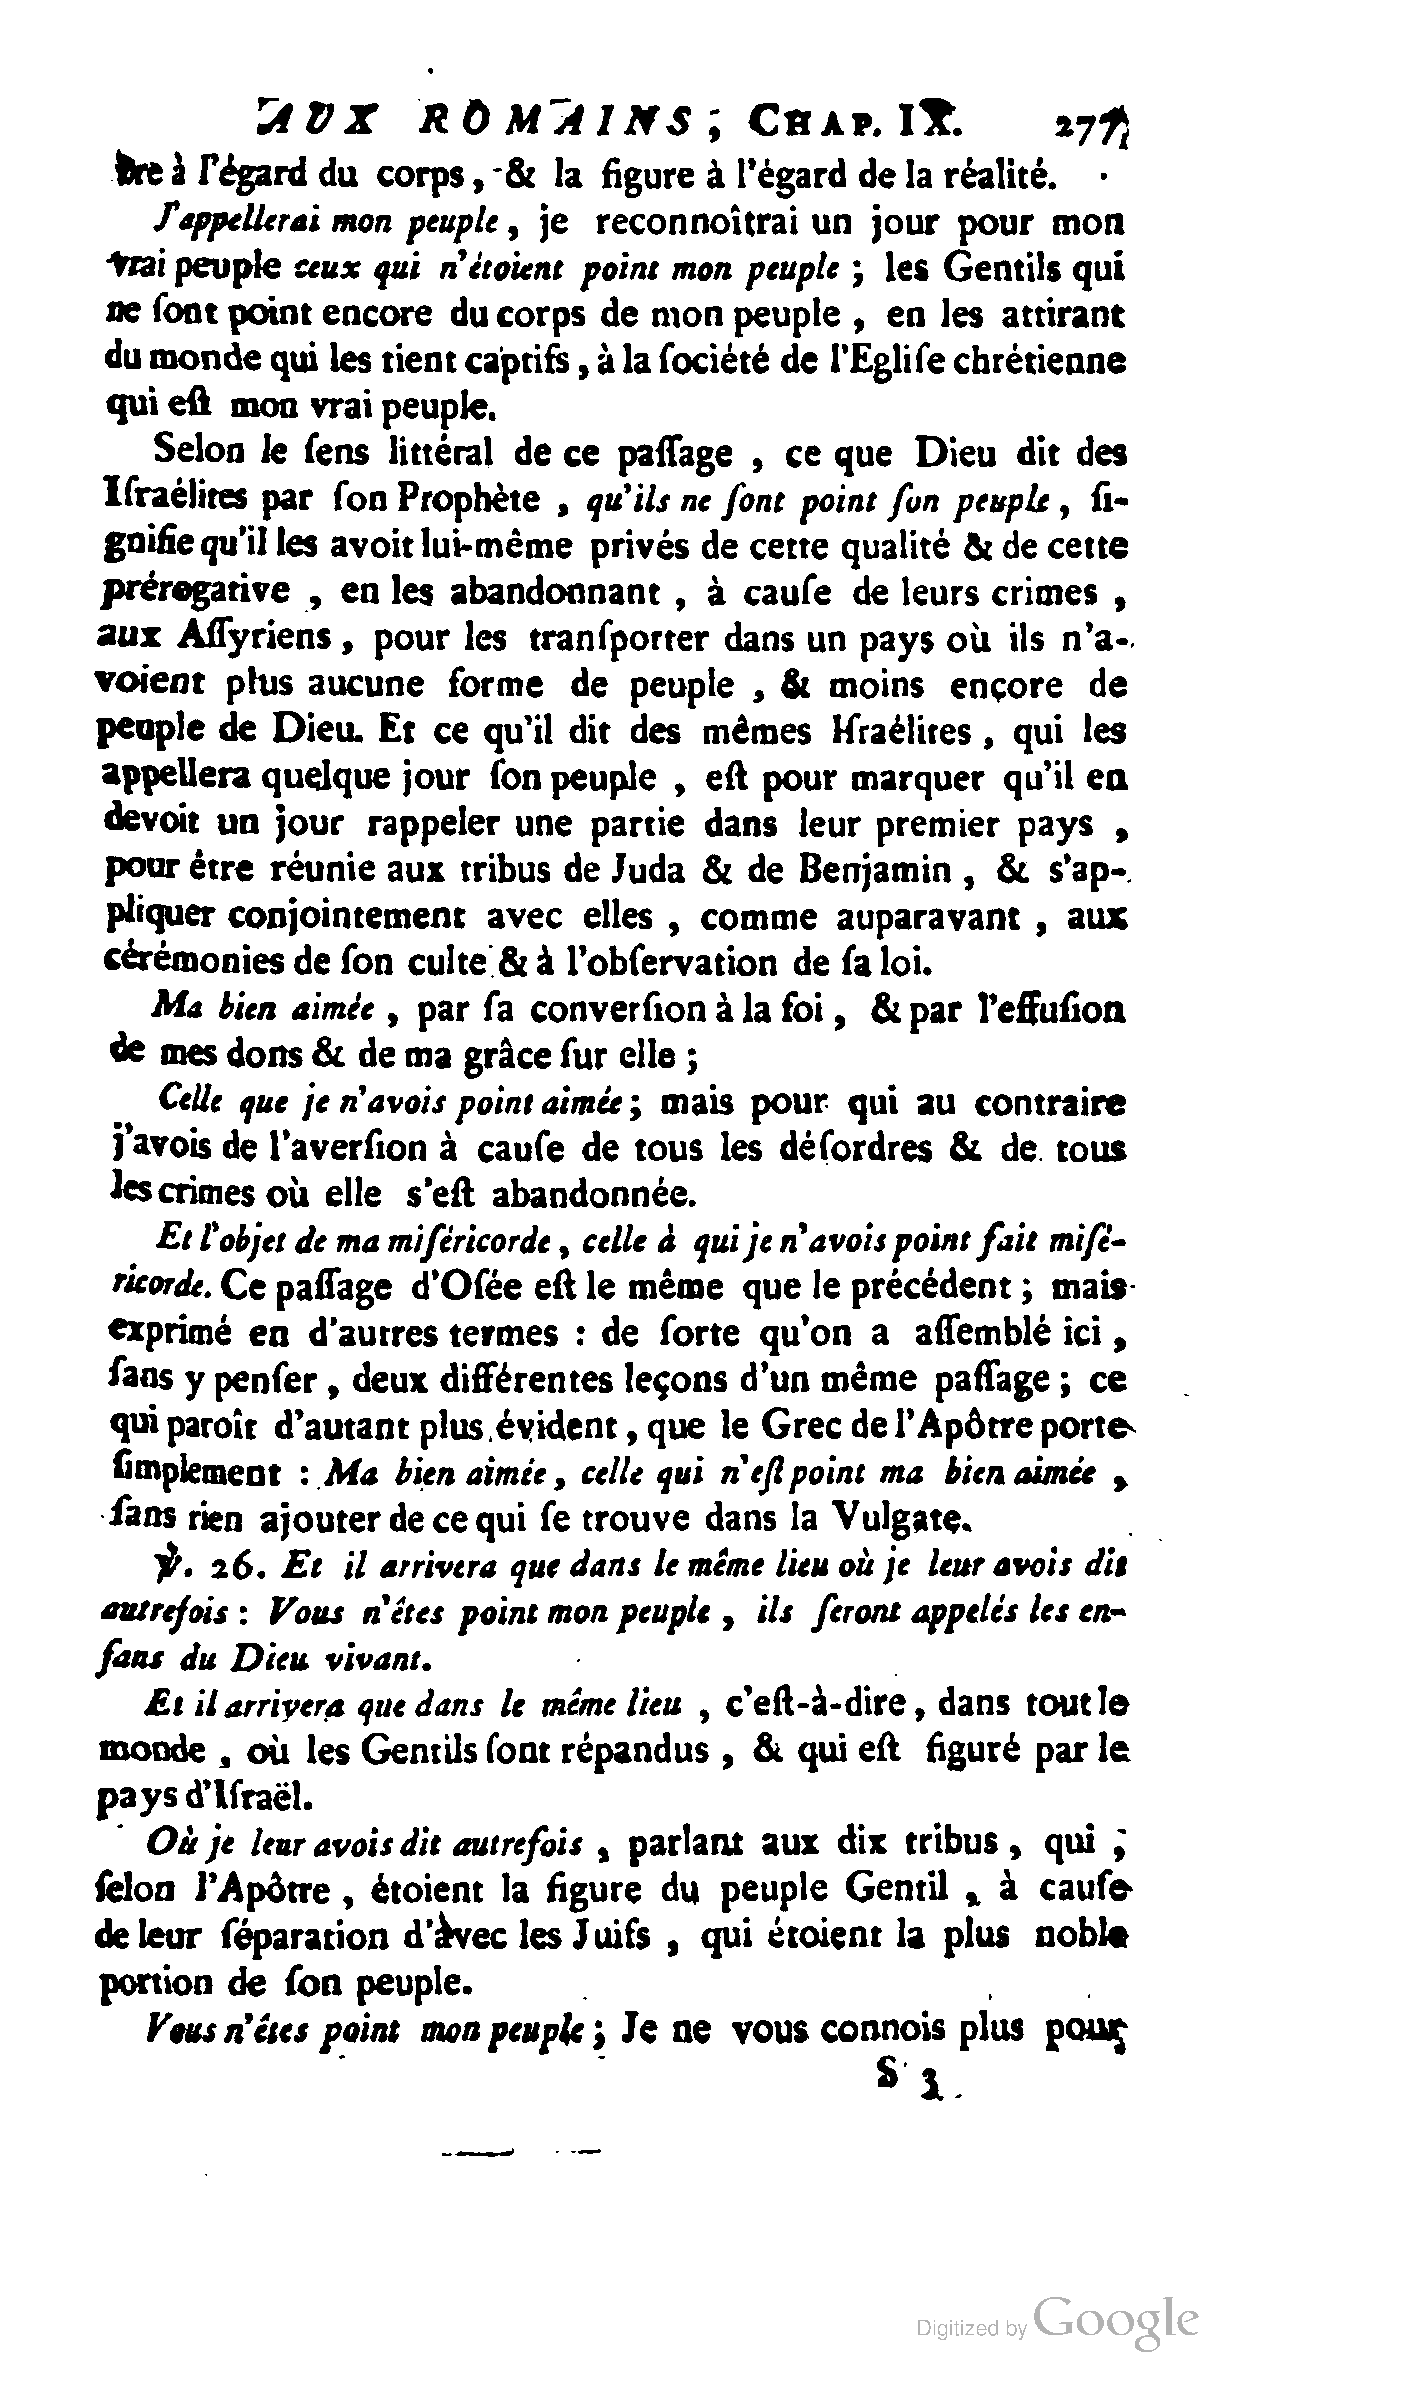 AUX ROMAINS, CHAP. IX. 277
bre à l'égard du corps, & la figure à l'égard de la réalité.
J'appellerai mon peuple, je reconnoîtrai un jour pour mon
vrai peuple ceux qui n'étoient point mon peuple ; les Gentils qui
ne ſont point encore du corps de mon peuple , en les attirant
du monde qui les tient captifs, à la ſociété de l'Egliſe chrétienne
qui eſt mon vrai peuple.
Selon le ſens littéral de ce paſſage , ce que Dieu dit des
Iſraélites par ſon Prophète , qu'ils ne ſont point ſon peuple, ſi-
gnifie qu'il les avoit lui-même privés de cette qualité & de cette
prérogative , en les abandonnant , à cauſe de leurs crimes ,
aux Aſſyriens, pour les tranſporter dans un pays où ils n'a-
voient plus aucune forme de peuple , & moins encore de
peuple de Dieu. Et ce qu'il dit des mêmes Iſraélites, qui les
appellera quelque jour ſon peuple , eſt pour marquer qu'il en
devoit un jour rappeler une partie dans leur premier pays ,
pour être réunie aux tribus de Juda & de Benjamin , & s'ap-
pliquer conjointement avec elles , comme auparavant , aux
cérémonies de ſon culte & à l'obſervation de ſa loi.
Ma bien aimée , par ſa converſion à la foi , & par l'effuſion
de mes dons & de ma grâce ſur elle ;
Celle que je n'avois point aimée ; mais pour qui au contraire
j'avois de l'averſion à cauſe de tous les déſordres & de tous
les crimes où elle s'eſt abandonnée.
Et l'objet de ma miſéricorde, celle à qui je n'avois point fait miſé-
ricorde. Ce paſſage d'Oſée eſt le même que le précédent ; mais
exprimé en d'autres termes : de ſorte qu'on a aſſemblé ici ,
ſans y penſer , deux différentes leçons d'un même paſſage ; ce
qui paroît d'autant plus évident, que le Grec de l'Apôtre porte
ſimplement : Ma bien aimée, celle qui n'eſt point ma bien aimée ,
ſans rien ajouter de ce qui ſe trouve dans la Vulgate.
℣. 26. Et il arrivera que dans le même lieu où je leur avois dit
autrefois : Vous n'êtes point mon peuple , ils ſeront appelés les en-
fans du Dieu vivant.
Et il arrivera que dans le même lieu , c'eſt-à-dire, dans tout le
monde , où les Gentils ſont répandus , & qui eſt figuré par le
pays d'Iſraël.
Où je leur avois dit autrefois , parlant aux dix tribus, qui ,
ſelon l'Apôtre , étoient la figure du peuple Gentil , à cauſe
de leur ſéparation d'avec les Juifs , qui étoient la plus noble
portion de ſon peuple.
Vous n'êtes point mon peuple ; Je ne vous connois plus pour
S 3
Digitized by Google